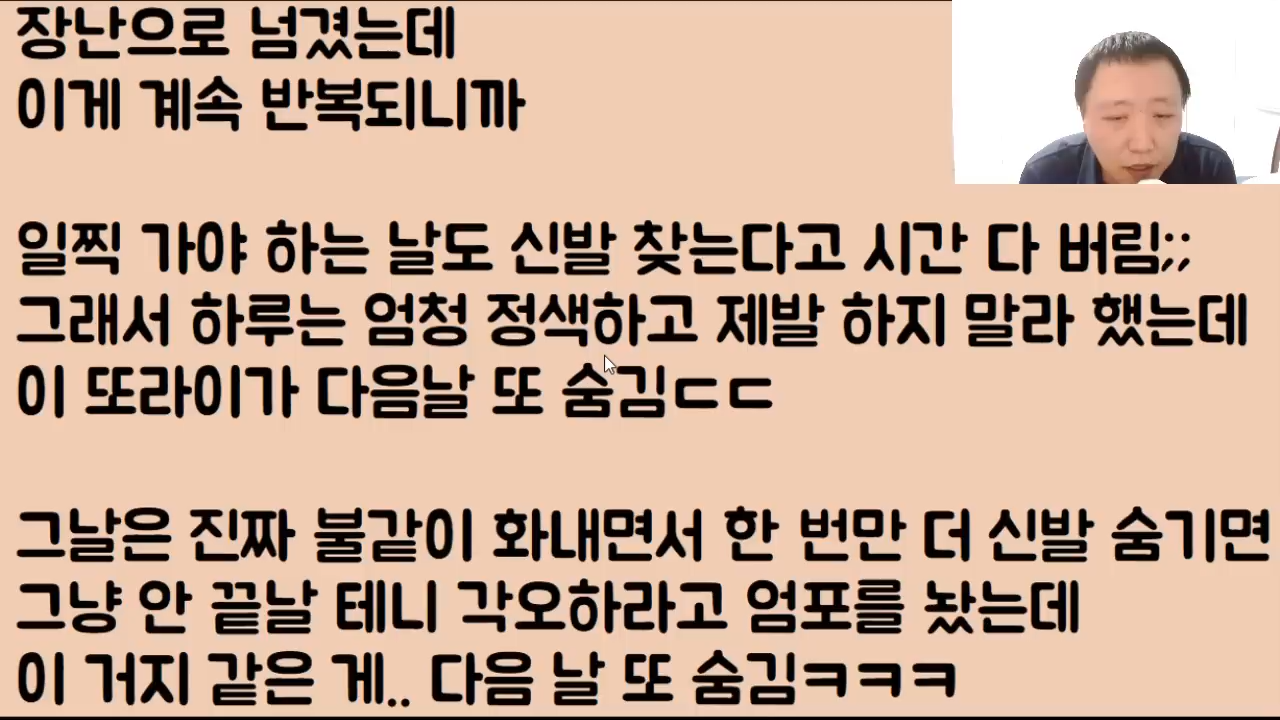 장난으로 넘겼는데
이게 계속 반복되니까
일찍 가야 하는 날도 신발 찾는다고 시간 다 버림;;
그래서 하루는 엄청 정색하고 제발 하지 말라 했는데
이 또라이가 다음날 또 숨김ㄷㄷ
그날은 진짜 불같이 화내면서 한 번만 더 신발 숨기면
그냥 안 끝날 테니 각오하라고 엄포를 놨는데
이 거지 같은 게.. 다음 날 또 숨김ㅋㅋㅋ